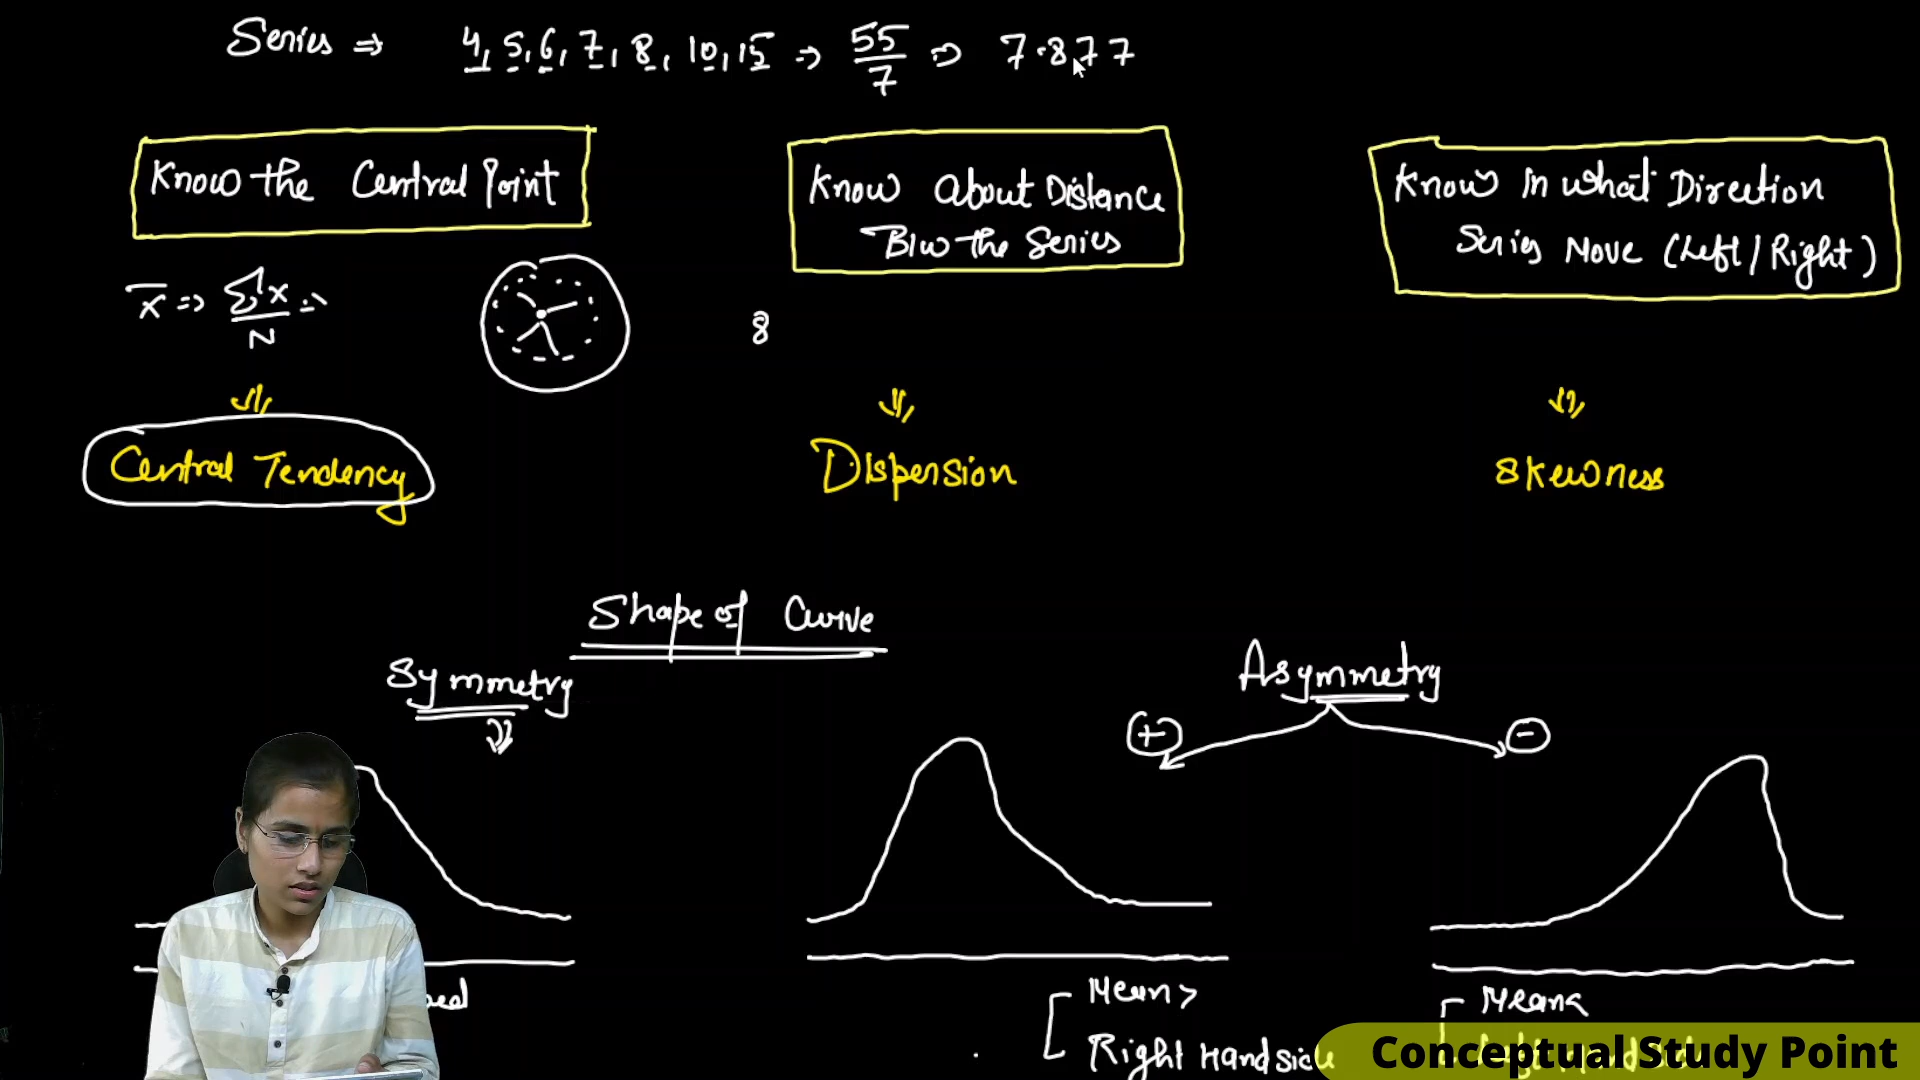 Series ⇒ 4, 5, 6, 7, 8, 10, 15 ⇒ 55/7 ⇒ 7.877
Know the Central Point
Know About Distance
B/w the Series
Know In what Direction
Series Move (Left/Right)
x̄ ⇒ Σx/N ⇒
8
Central Tendency
Dispersion
Skewness
Shape of Curve
Symmetry
Asymmetry
+
-
Mean >
Right Hand side
Mean <
Conceptual Study Point